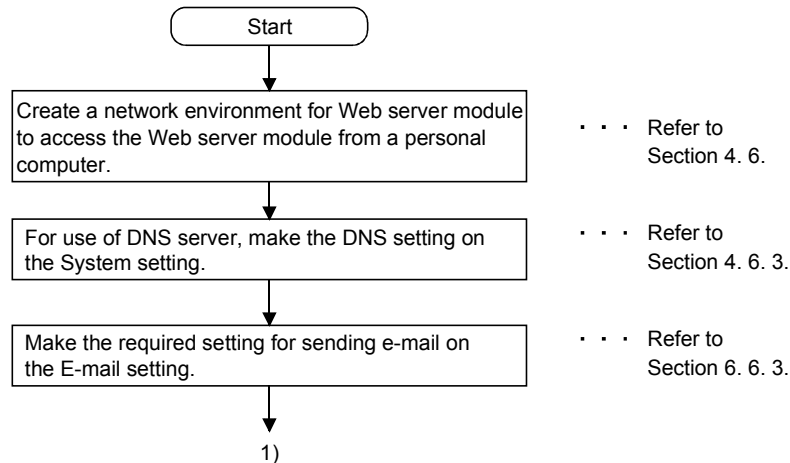 Start
Create a network environment for Web server module
to access the Web server module from a personal
computer.
· · · Refer to
Section 4. 6.
For use of DNS server, make the DNS setting on
the System setting.
· · · Refer to
Section 4. 6. 3.
Make the required setting for sending e-mail on
the E-mail setting.
· · · Refer to
Section 6. 6. 3.
1)